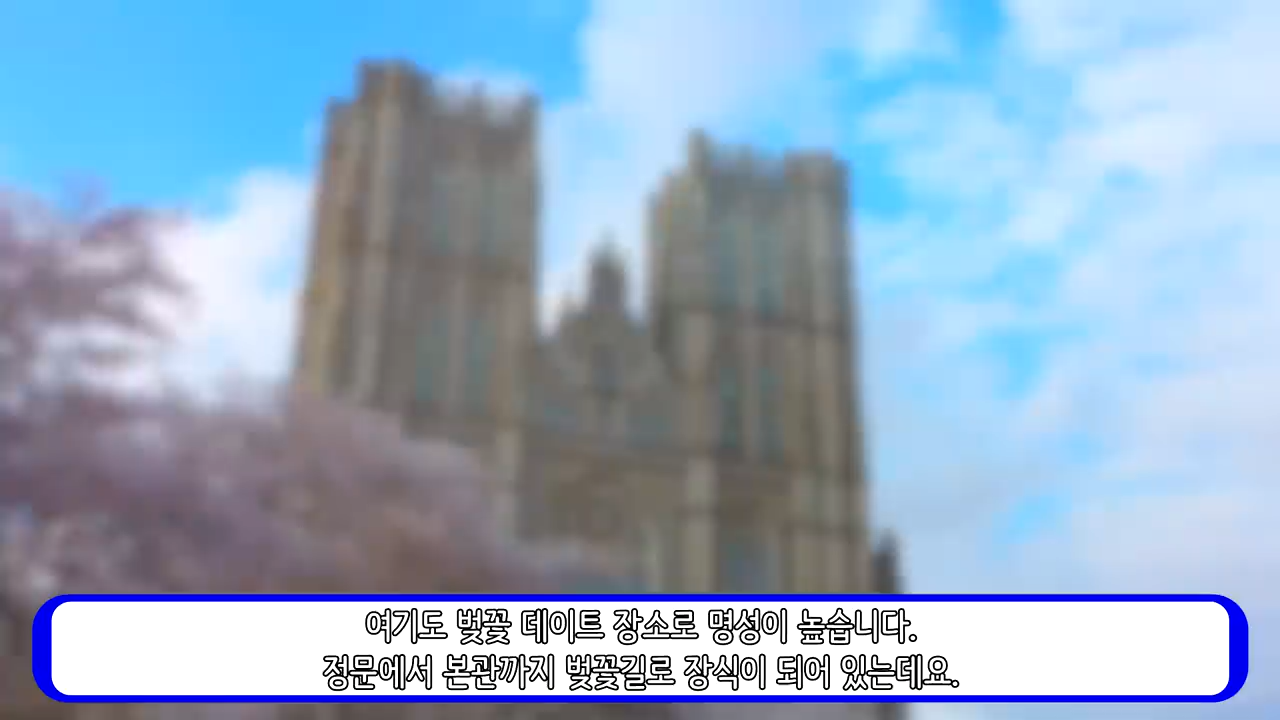 여기도 벚꽃 데이트 장소로 명성이 높습니다.
정문에서 본관까지 벚꽃길로 장식이 되어 있는데요.